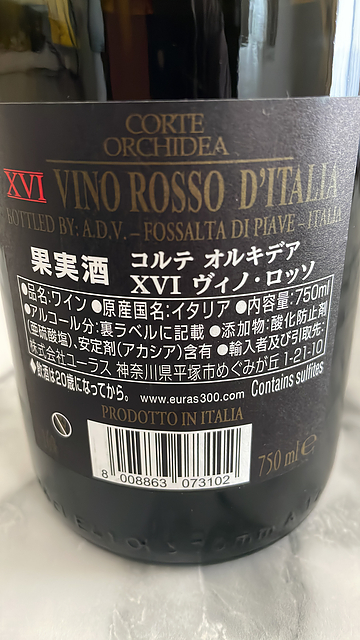 CORTE
ORCHIDEA
XVI VINO ROSSO D'ITALIA
BOTTLED BY: A.D.V. – FOSSALTA DI PIAVE – ITALIA
果実酒 コルテ オルキデア
XVI ヴィノ・ロッソ
●品名:ワイン ●原産国名:イタリア ●内容量:750ml
●アルコール分:裏ラベルに記載 ●添加物:酸化防止剤
(亜硫酸塩)、安定剤(アカシア)含有 ●輸入者及び引取先:
株式会社ユーラス 神奈川県平塚市めぐみが丘1-21-10
◆飲酒は20歳になってから。 www.euras300.com Contains sulfites
PRODOTTO IN ITALIA
750 ml e
8 008863 073102